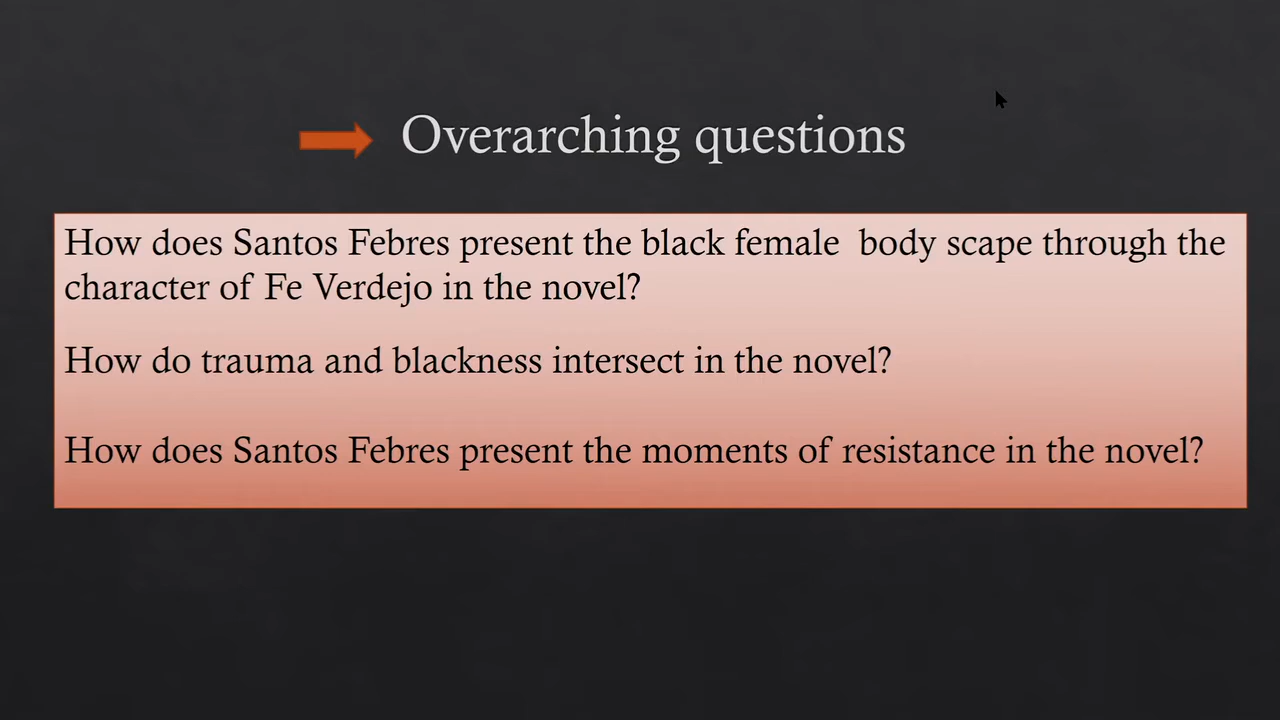 Overarching questions
How does Santos Febres present the black female  body scape through the
character of Fe Verdejo in the novel?
How do trauma and blackness intersect in the novel?
How does Santos Febres present the moments of resistance in the novel?